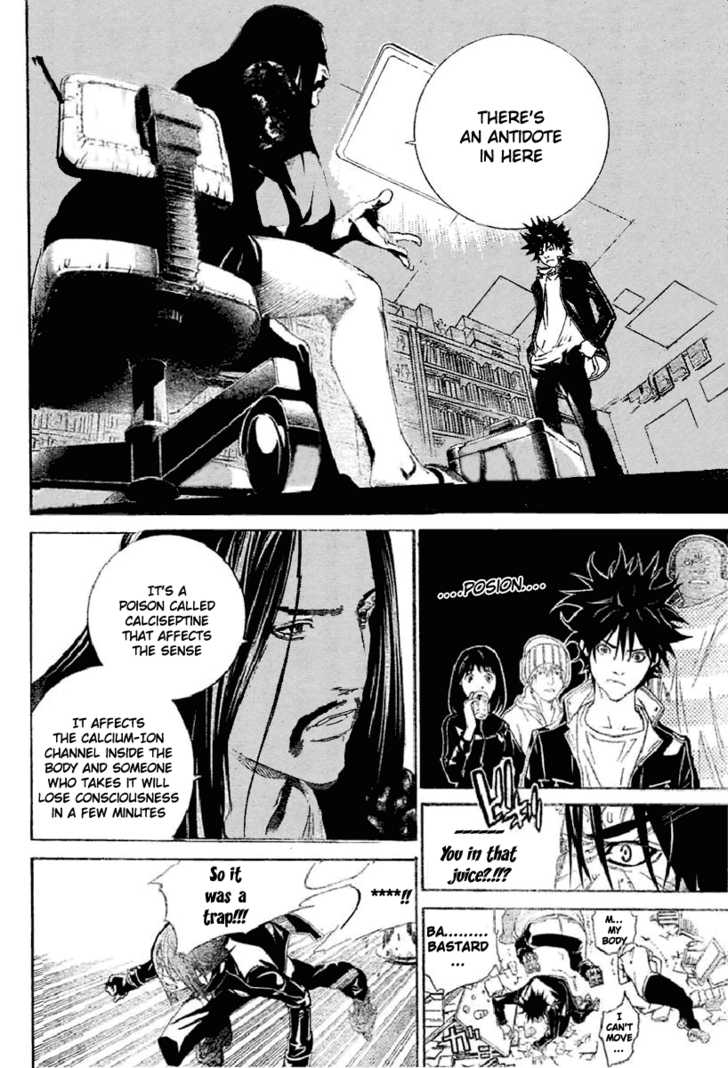 THERE'S
AN ANTIDOTE
IN HERE
....POSION....
IT'S A
POISON CALLED
CALCISEPTINE
THAT AFFECTS
THE SENSE
IT AFFECTS
THE CALCIUM-ION
CHANNEL INSIDE THE
BODY AND SOMEONE
WHO TAKES IT WILL
LOSE CONSCIOUSNESS
IN A FEW MINUTES
You in that
juice?.!??
So it
was a
trap!!!
****!!
BA.........
BASTARD
...
M...
MY
BODY
I
CAN'T
MOVE
...